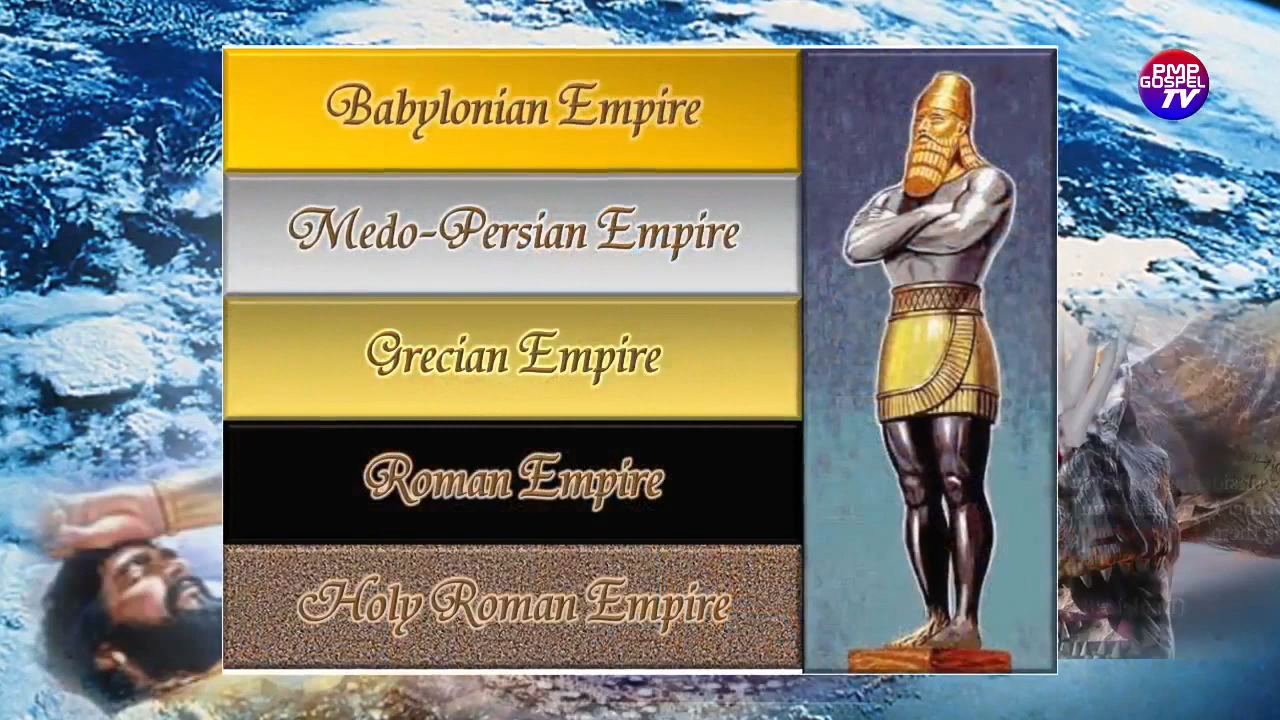 Babylonian Empire
Medo-Persian Empire
Grecian Empire
Roman Empire
Holy Roman Empire
PMP
GOSPEL
TV